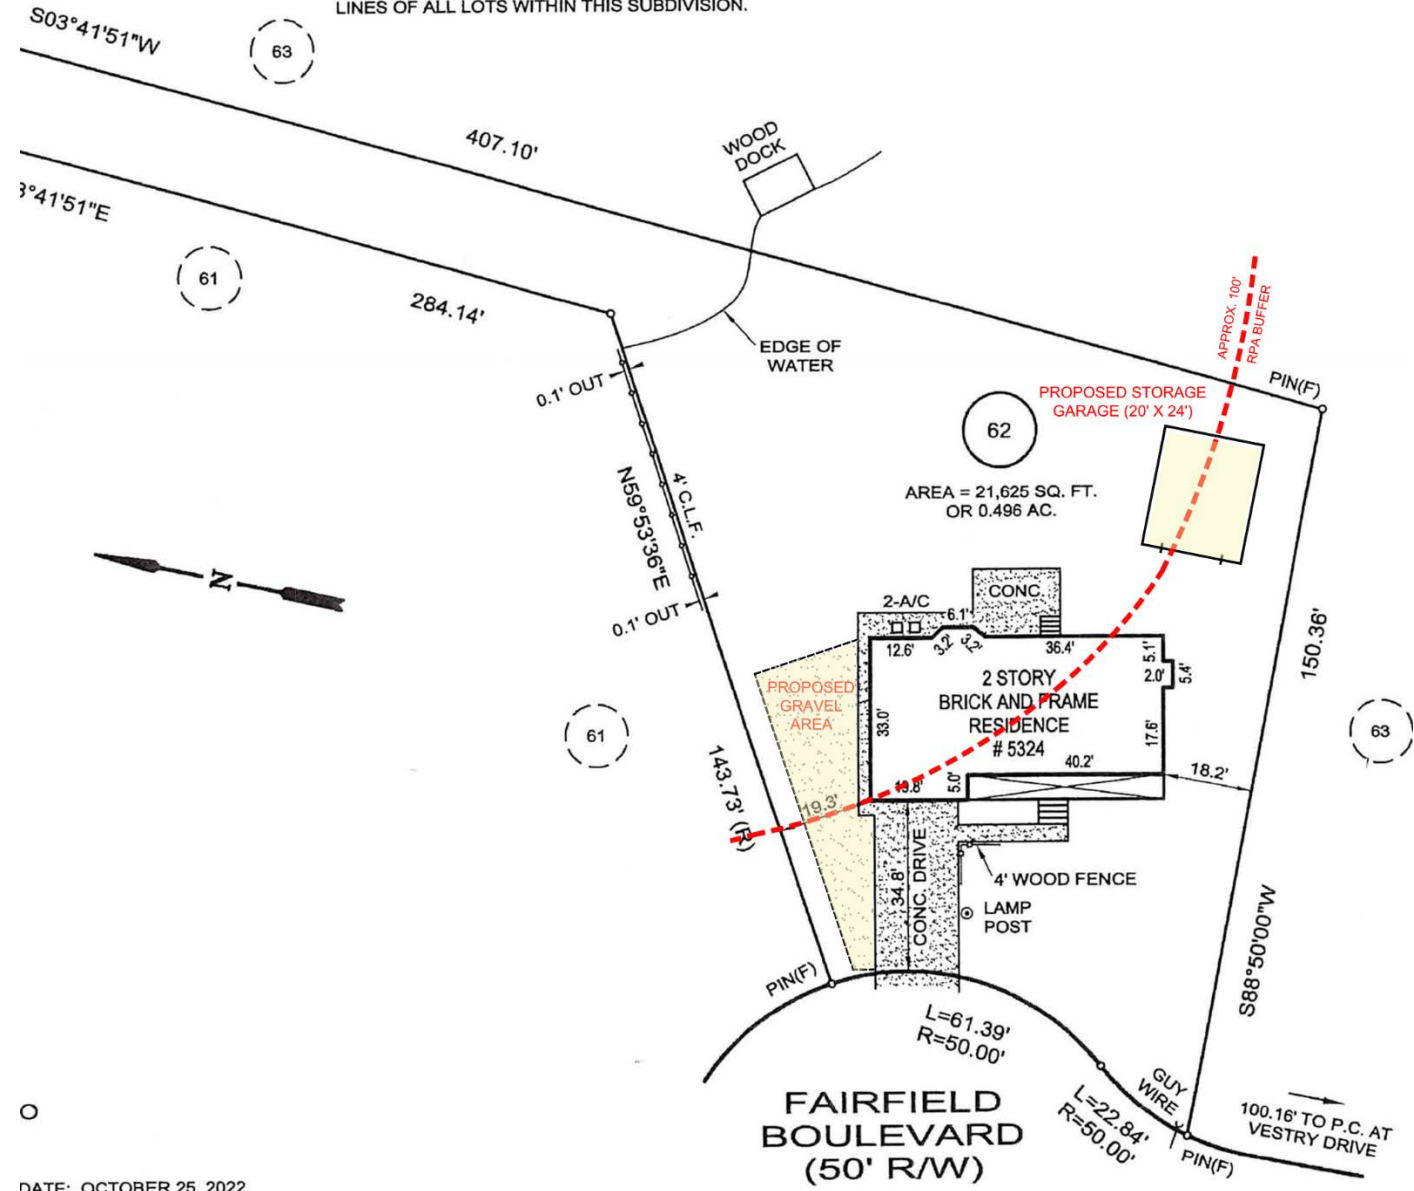 LINES OF ALL LOTS WITHIN THIS SUBDIVISION.
S03°41'51"W
63
407.10'
WOOD
DOCK
3°41'51"E
61
284.14'
EDGE OF
WATER
0.1' OUT
APPROX. 100'
RPA BUFFER
PIN(F)
PROPOSED STORAGE
GARAGE (20' X 24')
62
AREA = 21,625 SQ. FT.
OR 0.496 AC.
N59°53'36"E
4' C.L.F.
N
0.1' OUT
2-A/C
CONC.
6.1'
12.6'
3.2'
3.2'
36.4'
5.1'
2.0'
5.4'
150.36'
2 STORY
BRICK AND FRAME
RESIDENCE
# 5324
PROPOSED
GRAVEL
AREA
33.0'
17.6'
61
63
143.73' (R)
40.2'
18.2'
19.8'
5.0'
19.3'
34.8'
CONC. DRIVE
4' WOOD FENCE
LAMP
POST
S88°50'00"W
PIN(F)
L=61.39'
R=50.00'
GUY
WIRE
L=22.84'
R=50.00'
100.16' TO P.C. AT
VESTRY DRIVE
PIN(F)
FAIRFIELD
BOULEVARD
(50' R/W)
O
DATE: OCTOBER 25, 2022